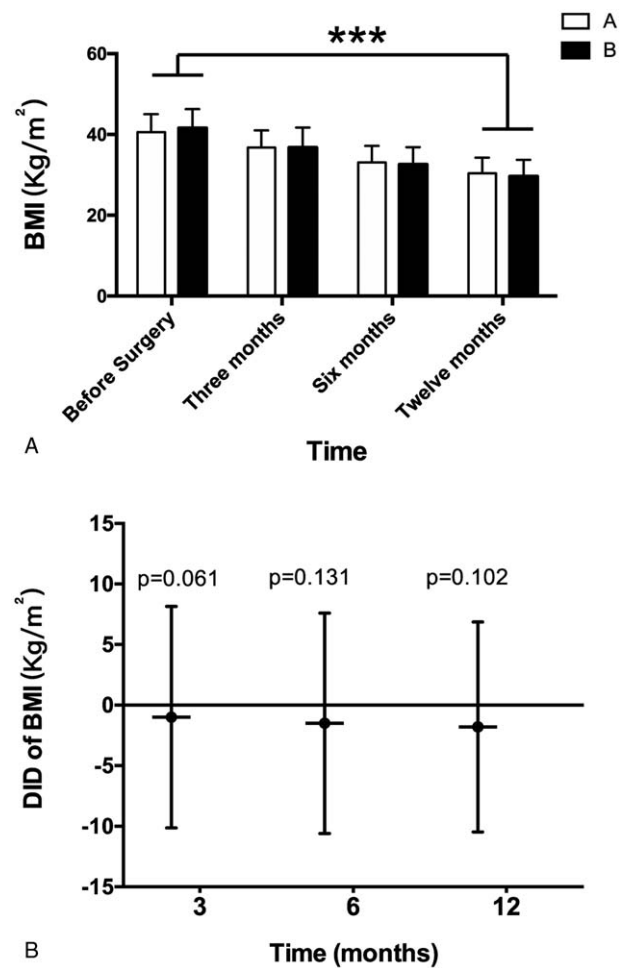 A
B
***
BMI (Kg/m²)
60
40
20
0
Before Surgery
Three months
Six months
Twelve months
Time
A
DID of BMI (Kg/m²)
15
10
5
0
-5
-10
-15
p=0.061 p=0.131 p=0.102
3 6 12
Time (months)
B